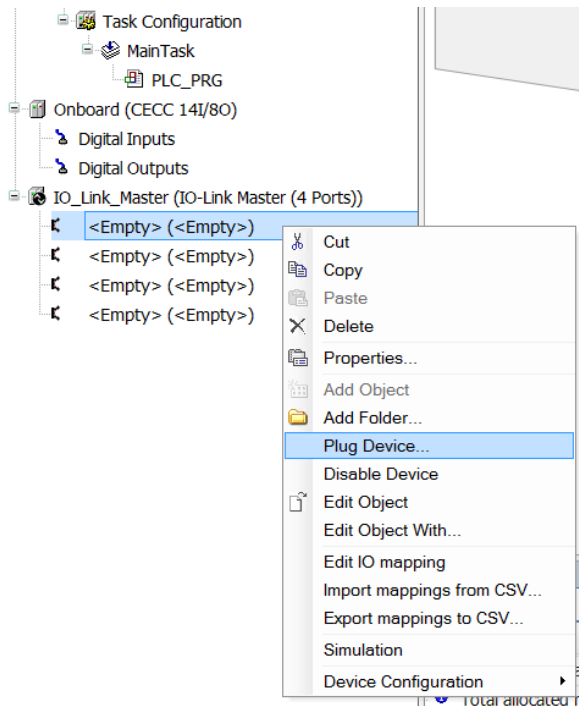 Task Configuration
MainTask
PLC_PRG
Onboard (CECC 14I/8O)
Digital Inputs
Digital Outputs
IO_Link_Master (IO-Link Master (4 Ports))
<Empty> (<Empty>)
<Empty> (<Empty>)
<Empty> (<Empty>)
<Empty> (<Empty>)
Cut
Copy
Paste
Delete
Properties...
Add Object
Add Folder...
Plug Device...
Disable Device
Edit Object
Edit Object With...
Edit IO mapping
Import mappings from CSV...
Export mappings to CSV...
Simulation
Device Configuration
Total allocated